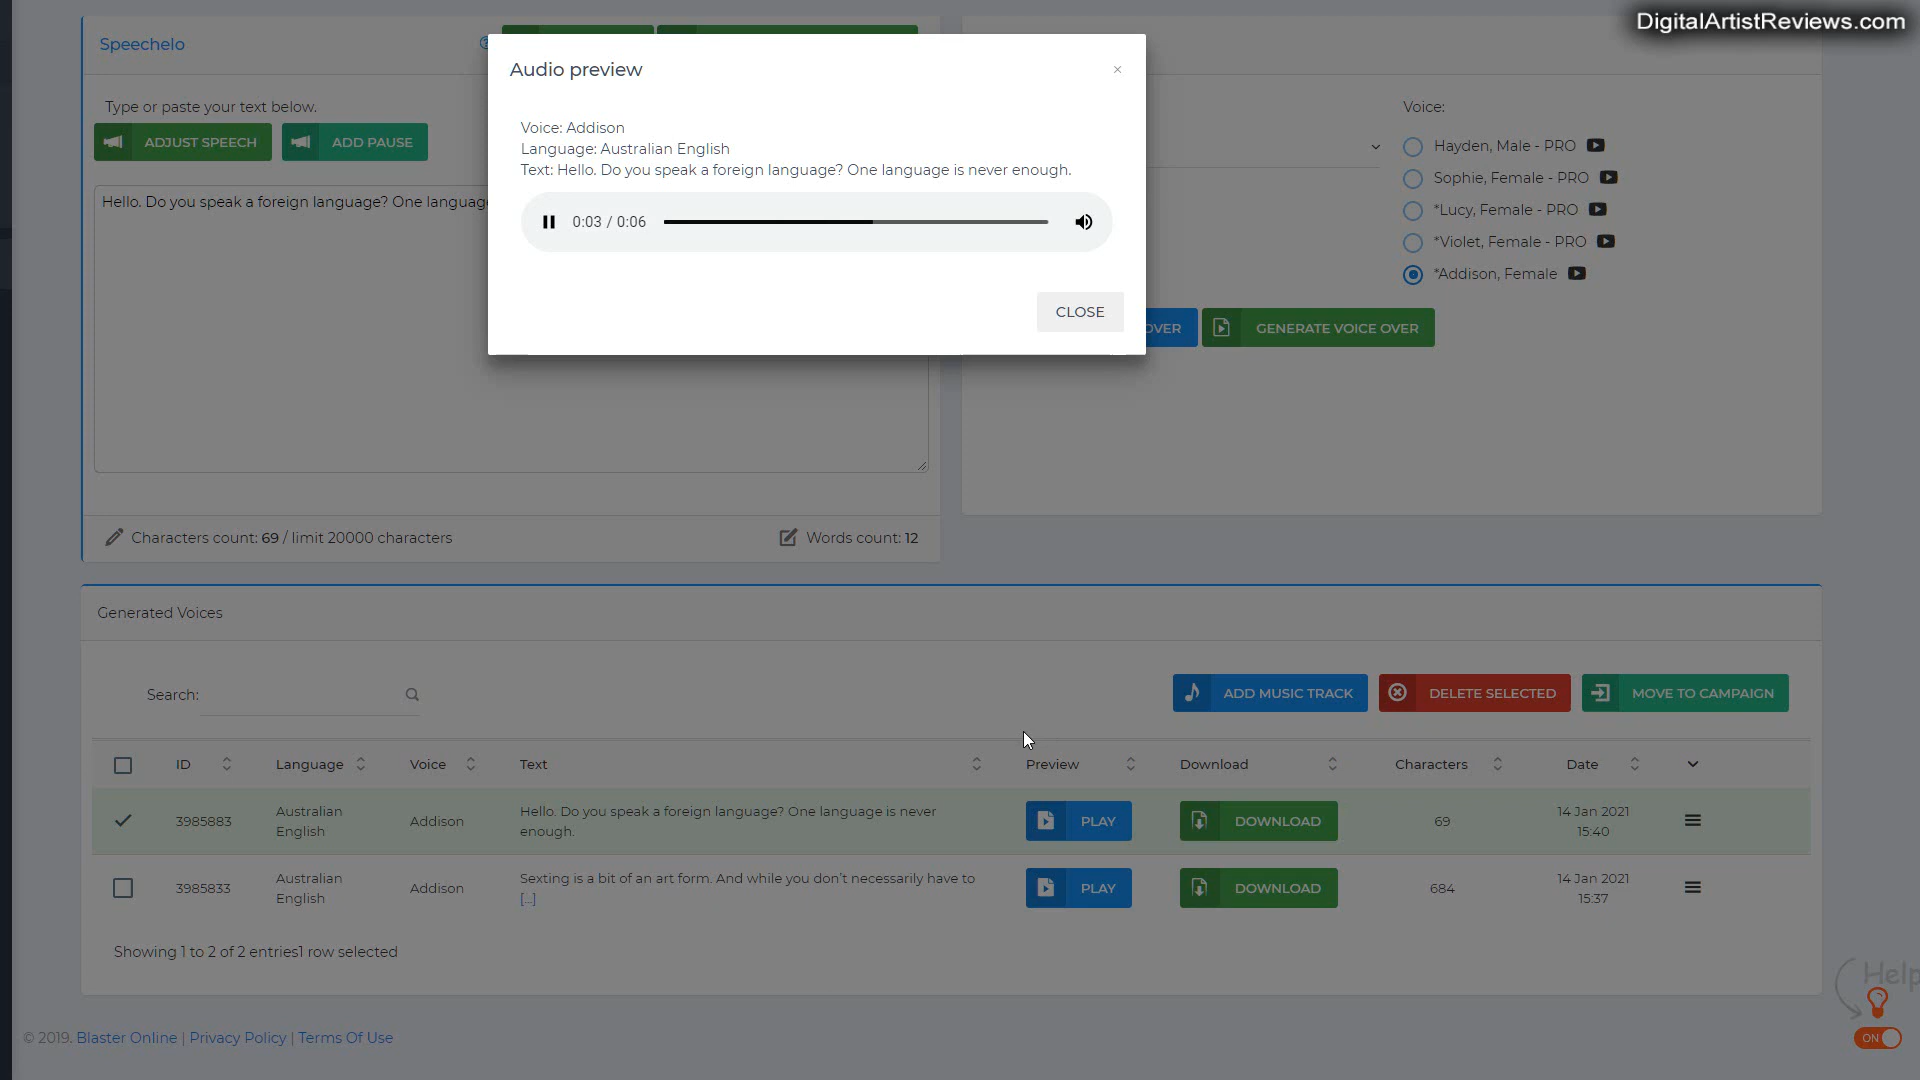 DigitalArtistReviews.com
Speechelo
Audio preview
×
Voice: Addison
Language: Australian English
Text: Hello. Do you speak a foreign language? One language is never enough.
0:03 / 0:06
CLOSE
Type or paste your text below.
ADJUST SPEECH
ADD PAUSE
Hello. Do you speak a foreign language? One language
Characters count: 69 / limit 20000 characters
Words count: 12
Voice:
Hayden, Male - PRO
Sophie, Female - PRO
*Lucy, Female - PRO
*Violet, Female - PRO
*Addison, Female
OVER
GENERATE VOICE OVER
Generated Voices
Search:
ADD MUSIC TRACK
DELETE SELECTED
MOVE TO CAMPAIGN
ID Language Voice Text Preview Download Characters Date
3985883 Australian English Addison Hello. Do you speak a foreign language? One language is never enough. PLAY DOWNLOAD 69 14 Jan 2021 15:40
3985833 Australian English Addison Sexting is a bit of an art form. And while you don't necessarily have to [...] PLAY DOWNLOAD 684 14 Jan 2021 15:37
Showing 1 to 2 of 2 entries1 row selected
Help
ON
© 2019. Blaster Online | Privacy Policy | Terms Of Use